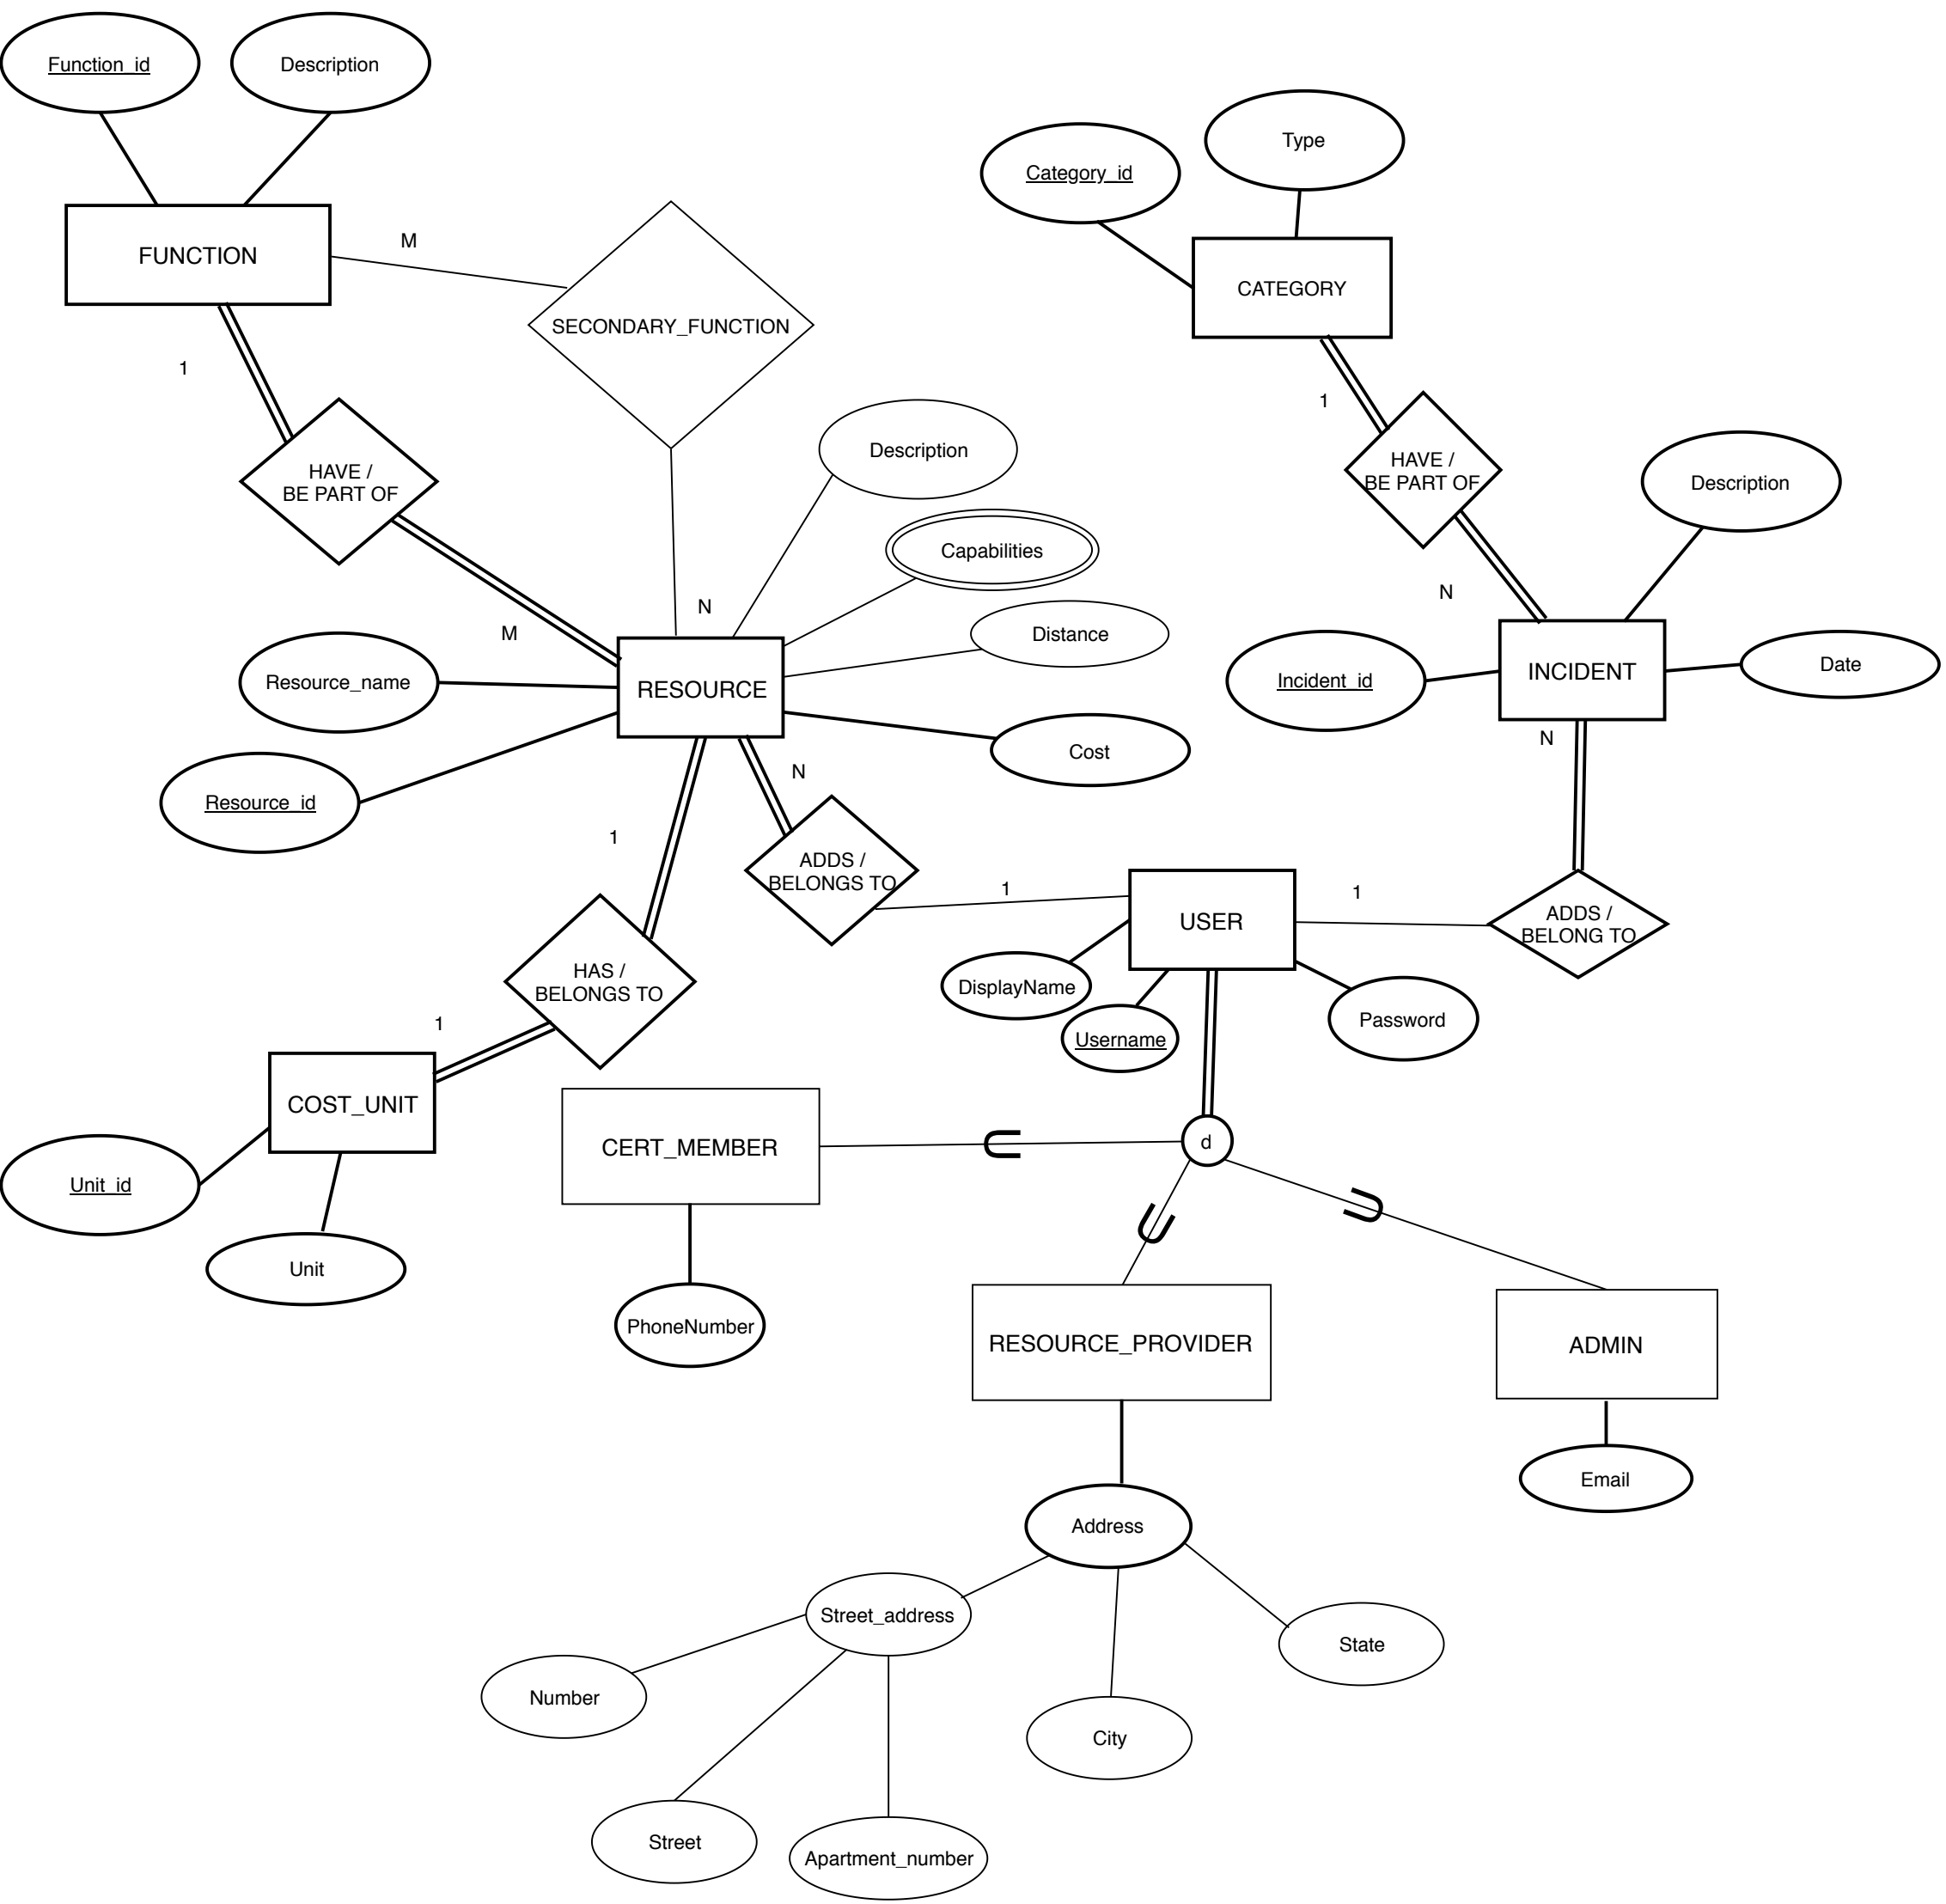 Function_id
Description
Type
Category_id
M
FUNCTION
CATEGORY
SECONDARY_FUNCTION
1
1
Description
HAVE /
BE PART OF
HAVE /
BE PART OF
Description
Capabilities
N
N
M
Distance
Resource_name
RESOURCE
Incident_id
INCIDENT
Date
Cost
N
N
Resource_id
1
ADDS /
BELONGS TO
1
1
USER
ADDS /
BELONG TO
HAS /
BELONGS TO
DisplayName
1
Username
Password
COST_UNIT
CERT_MEMBER
d
Unit_id
Unit
PhoneNumber
RESOURCE_PROVIDER
ADMIN
Email
Address
Street_address
State
Number
City
Street
Apartment_number